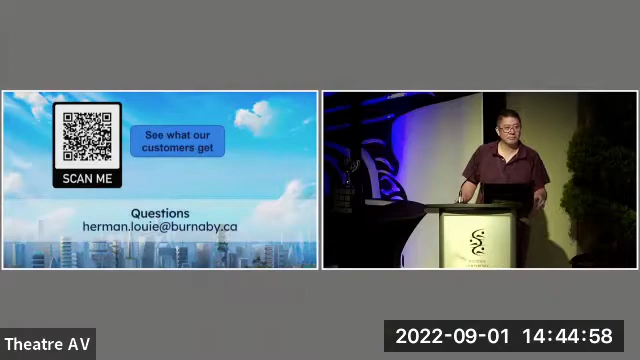 SCAN ME
See what our
customers get
Questions
herman.louie@burnaby.ca
Theatre AV
2022-09-01 14:44:58